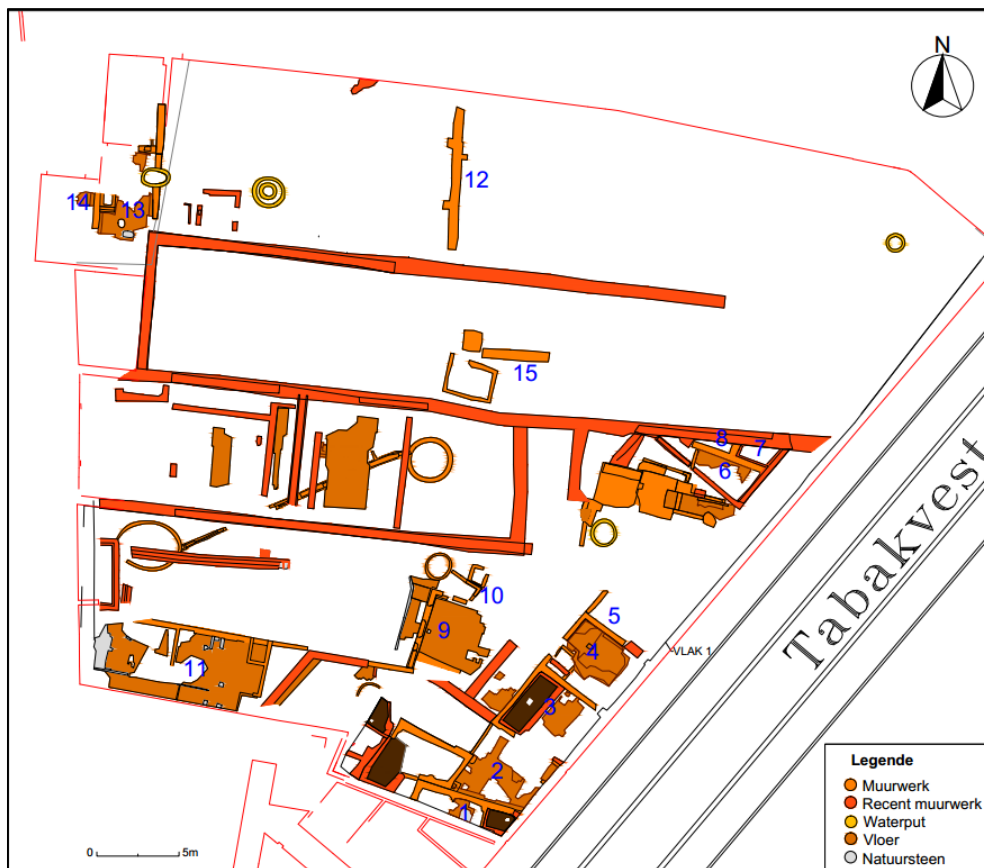 N
12
14
13
15
8
7
6
10
5
9
4
VLAK 1
11
3
2
1
Tabakvest
Legende
Muurwerk
Recent muurwerk
Waterput
Vloer
Natuursteen
0
5m